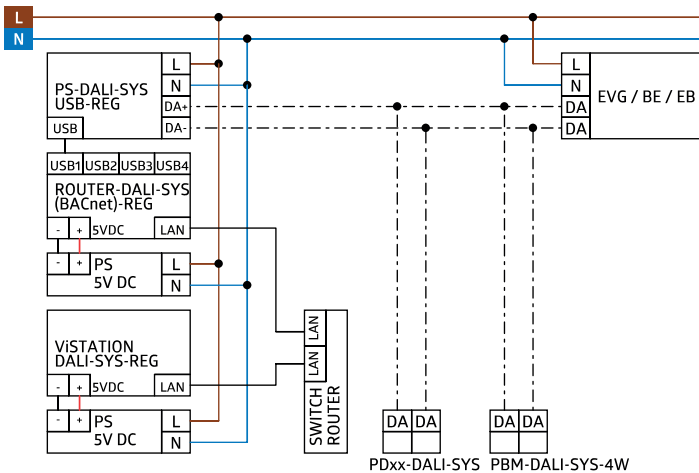 L
N
PS-DALI-SYS
USB-REG
L
N
DA+
DA-
USB
USB1 USB2 USB3 USB4
ROUTER-DALI-SYS
(BACnet)-REG
- + 5VDC LAN
- + PS
5V DC
L
N
ViSTATION
DALI-SYS-REG
- + 5VDC LAN
- + PS
5V DC
L
N
LAN
LAN
SWITCH
ROUTER
L
N
DA
DA
EVG / BE / EB
DA DA
PDxx-DALI-SYS
DA DA
PBM-DALI-SYS-4W